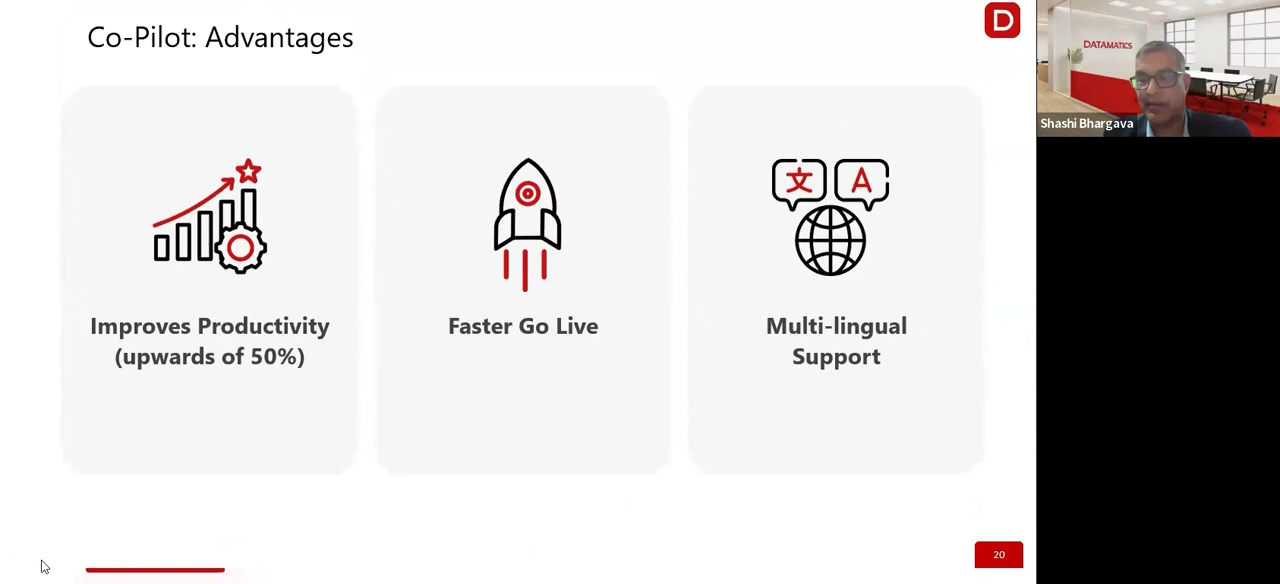 Co-Pilot: Advantages
D
DATAMATICS
Shashi Bhargava
文 A
Improves Productivity
(upwards of 50%)
Faster Go Live
Multi-lingual
Support
20